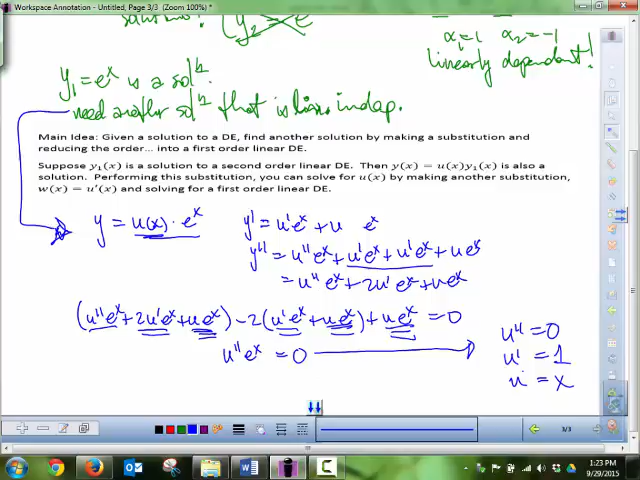 Workspace Annotation - Untitled, Page 3/3 (Zoom 200%) *
y₂ = e
α₁=1 α₂=-1
linearly dependent!
y₁ = eˣ is a solⁿ.
need another solⁿ that is lin. indep.
Main Idea: Given a solution to a DE, find another solution by making a substitution and
reducing the order... into a first order linear DE.
Suppose y₁(x) is a solution to a second order linear DE. Then y(x) = u(x)y₁(x) is also a
solution. Performing this substitution, you can solve for u(x) by making another substitution,
w(x) = u′(x) and solving for a first order linear DE.
y = u(x) · eˣ y' = u'eˣ + u eˣ
y'' = u''eˣ + u'eˣ + u'eˣ + ueˣ
= u''eˣ + 2u'eˣ + ueˣ
(u''eˣ + 2u'eˣ + ueˣ) - 2(u'eˣ + ueˣ) + ueˣ = 0
u''eˣ = 0
u'' = 0
u' = 1
u = x
3/3
1:23 PM
9/29/2015